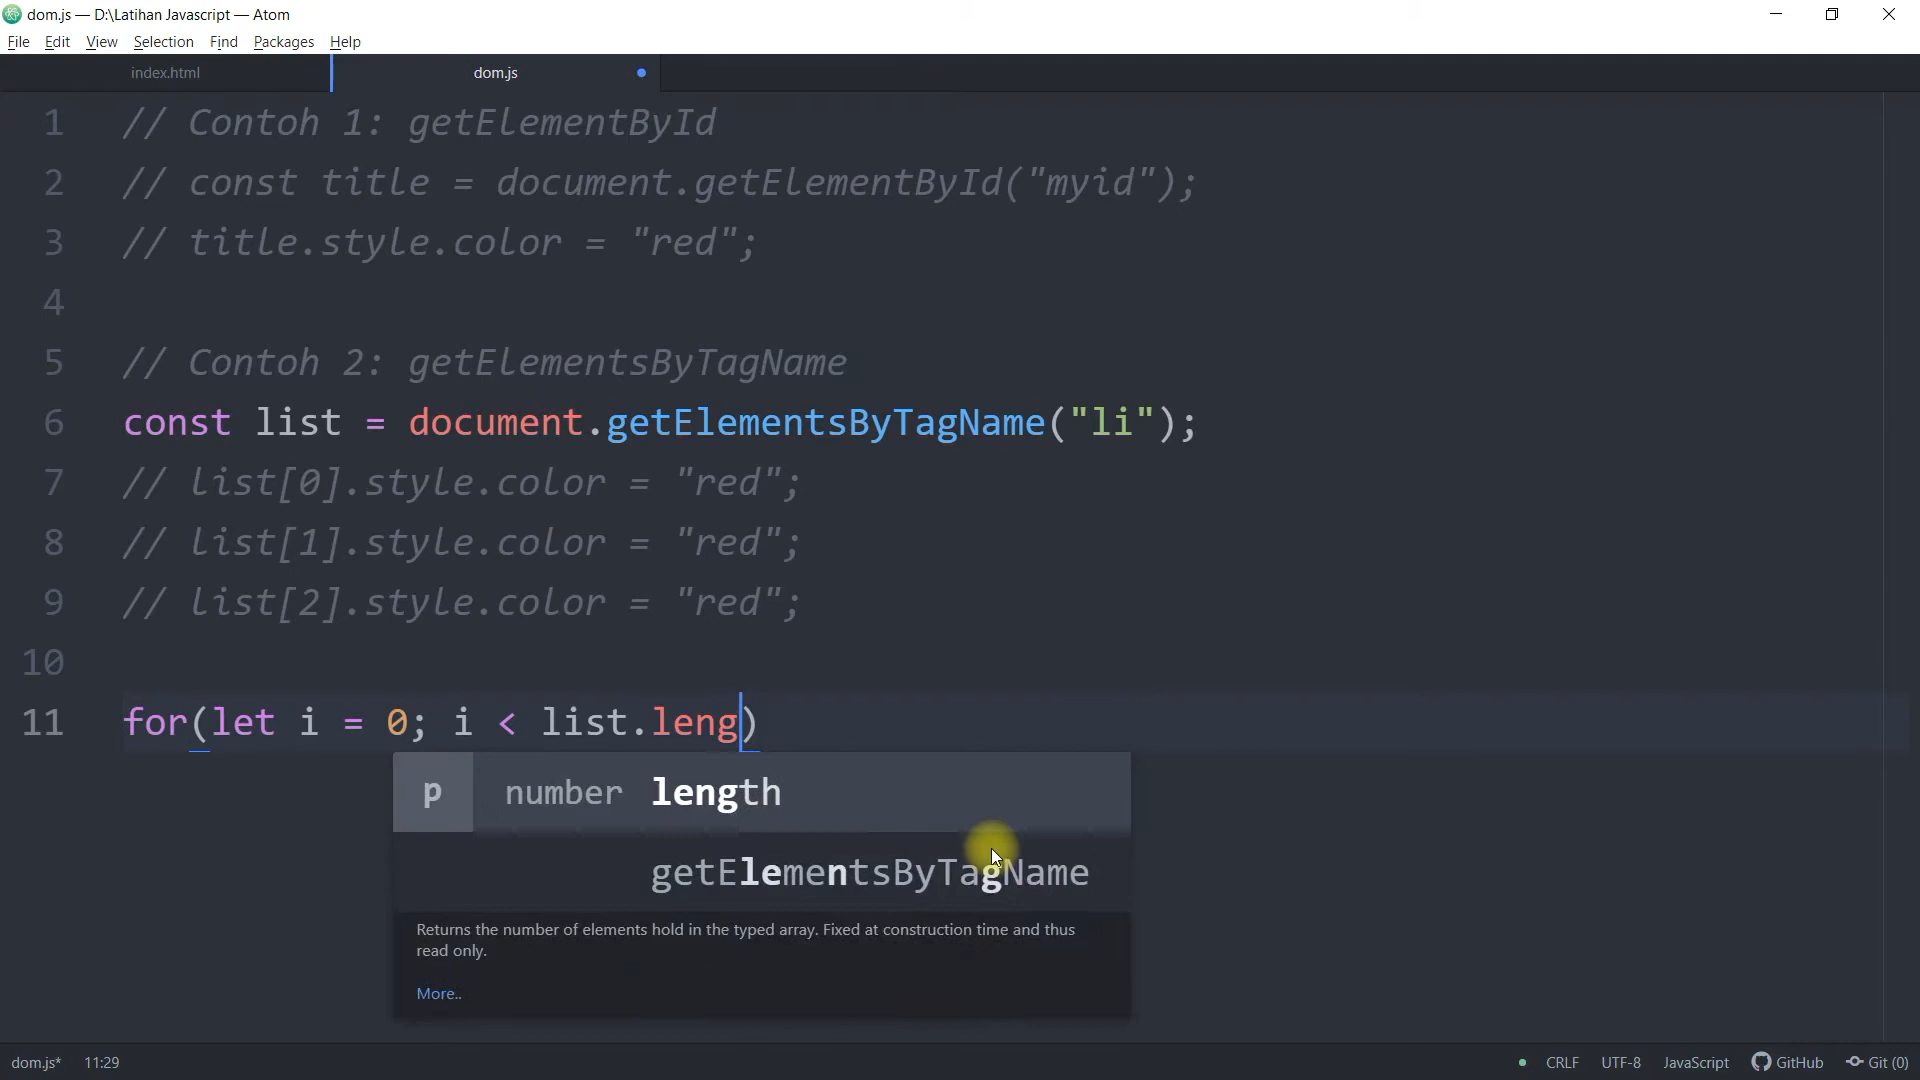 dom.js — D:\Latihan Javascript — Atom
File Edit View Selection Find Packages Help
index.html dom.js
1 // Contoh 1: getElementById
2 // const title = document.getElementById("myid");
3 // title.style.color = "red";
4
5 // Contoh 2: getElementsByTagName
6 const list = document.getElementsByTagName("li");
7 // list[0].style.color = "red";
8 // list[1].style.color = "red";
9 // list[2].style.color = "red";
10
11 for(let i = 0; i < list.leng)
p number length
getElementsByTagName
Returns the number of elements hold in the typed array. Fixed at construction time and thus
read only.
More..
dom.js* 11:29 CRLF UTF-8 JavaScript GitHub Git (0)